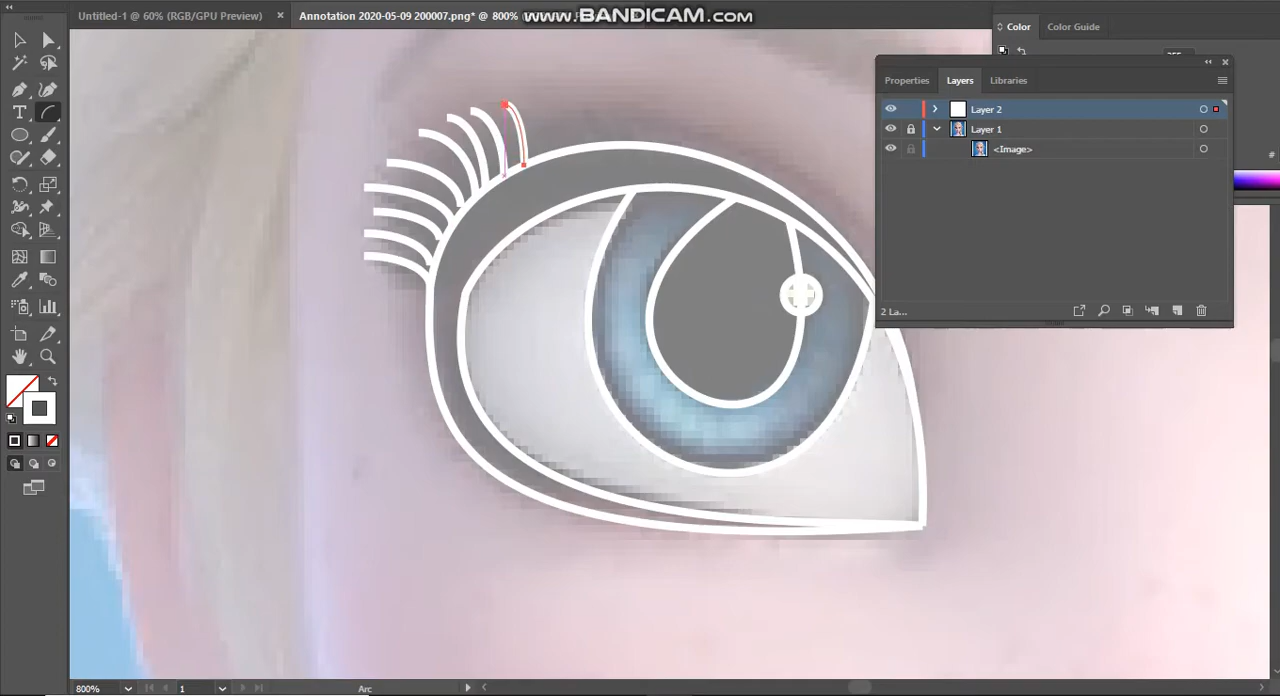 Untitled-1 @ 60% (RGB/GPU Preview) ×
Annotation 2020-05-09 200007.png* @ 800%
WWW.BANDICAM.COM
Color
Color Guide
Properties
Layers
Libraries
Layer 2
Layer 1
<Image>
2 La...
#
800%
1
Arc